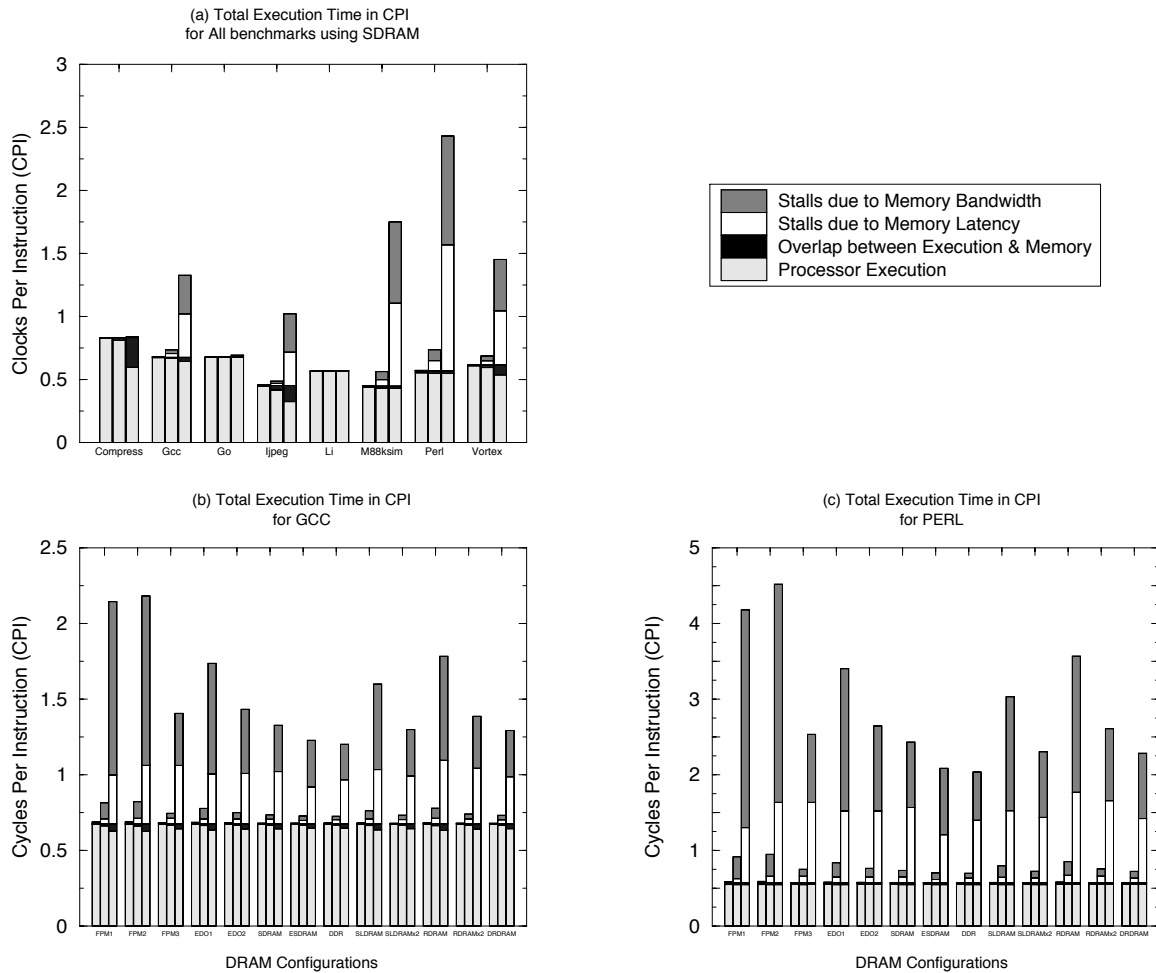 (a) Total Execution Time in CPI
for All benchmarks using SDRAM
3
2.5
2
1.5
1
0.5
0
Clocks Per Instruction (CPI)
Compress Gcc Go Ijpeg Li M88ksim Perl Vortex
Stalls due to Memory Bandwidth
Stalls due to Memory Latency
Overlap between Execution & Memory
Processor Execution
(b) Total Execution Time in CPI
for GCC
2.5
2
1.5
1
0.5
0
Cycles Per Instruction (CPI)
FPM1 FPM2 FPM3 EDO1 EDO2 SDRAM ESDRAM DDR SLDRAM SLDRAMx2 RDRAM RDRAMx2 DRDRAM
DRAM Configurations
(c) Total Execution Time in CPI
for PERL
5
4
3
2
1
0
Cycles Per Instruction (CPI)
FPM1 FPM2 FPM3 EDO1 EDO2 SDRAM ESDRAM DDR SLDRAM SLDRAMx2 RDRAM RDRAMx2 DRDRAM
DRAM Configurations